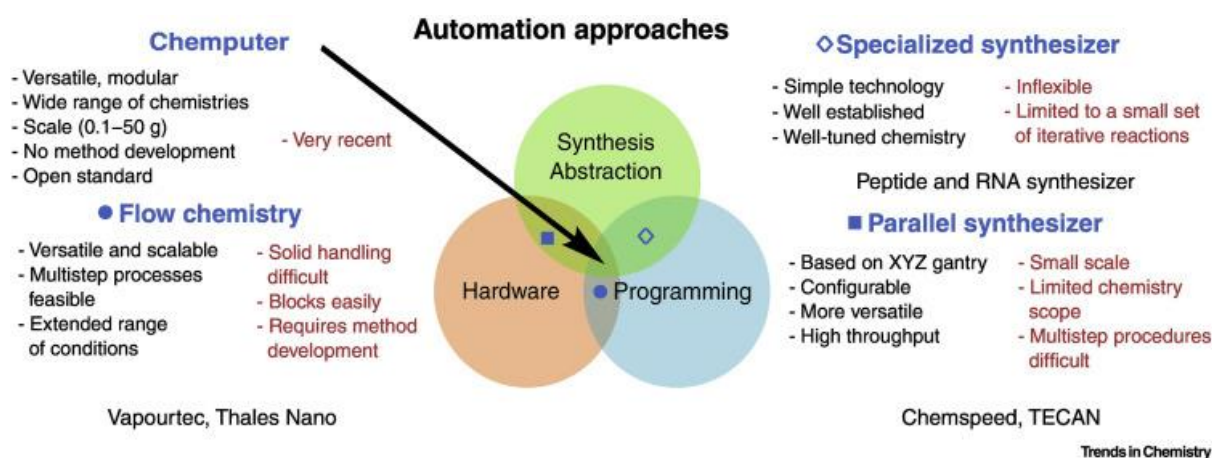 Automation approaches
Chemputer
- Versatile, modular
- Wide range of chemistries
- Scale (0.1–50 g)
- No method development
- Open standard
- Very recent
Flow chemistry
- Versatile and scalable
- Multistep processes
feasible
- Extended range
of conditions
- Solid handling
difficult
- Blocks easily
- Requires method
development
Vapourtec, Thales Nano
Synthesis
Abstraction
Hardware
Programming
Specialized synthesizer
- Simple technology
- Well established
- Well-tuned chemistry
- Inflexible
- Limited to a small set
of iterative reactions
Peptide and RNA synthesizer
Parallel synthesizer
- Based on XYZ gantry
- Configurable
- More versatile
- High throughput
- Small scale
- Limited chemistry
scope
- Multistep procedures
difficult
Chemspeed, TECAN
Trends in Chemistry